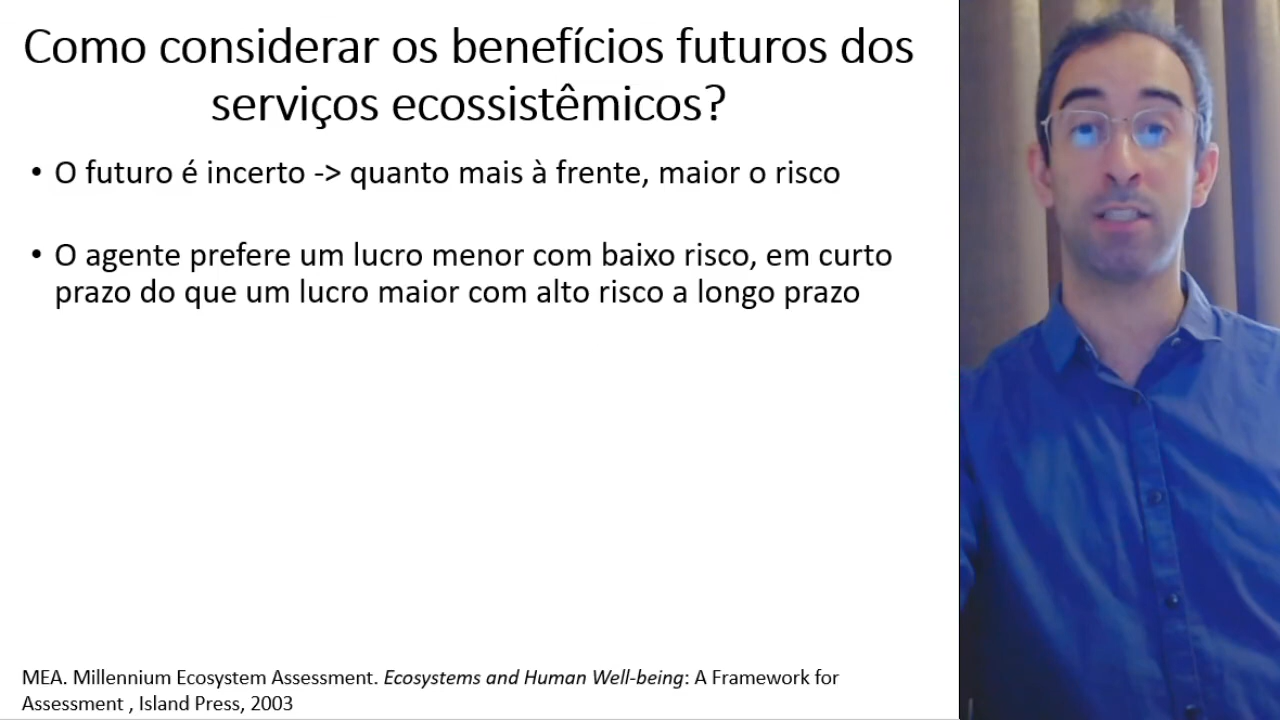 Como considerar os benefícios futuros dos
serviços ecossistêmicos?
• O futuro é incerto -> quanto mais à frente, maior o risco
• O agente prefere um lucro menor com baixo risco, em curto
prazo do que um lucro maior com alto risco a longo prazo
MEA. Millennium Ecosystem Assessment. Ecosystems and Human Well-being: A Framework for
Assessment , Island Press, 2003